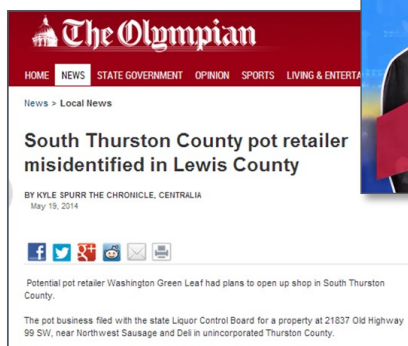 The Olympian
HOME NEWS STATE GOVERNMENT OPINION SPORTS LIVING &
News > Local News
South Thurston County pot retailer
misidentified in Lewis County
BY KYLE SPURR THE CHRONICLE, CENTRALIA
May 19, 2014
Potential pot retailer Washington Green Leaf had plans to open up shop in South Thurston
County.
The pot business filed with the state Liquor Control Board for a property at 21837 Old Highway
99 SW, near Northwest Sausage and Deli in unincorporated Thurston County.